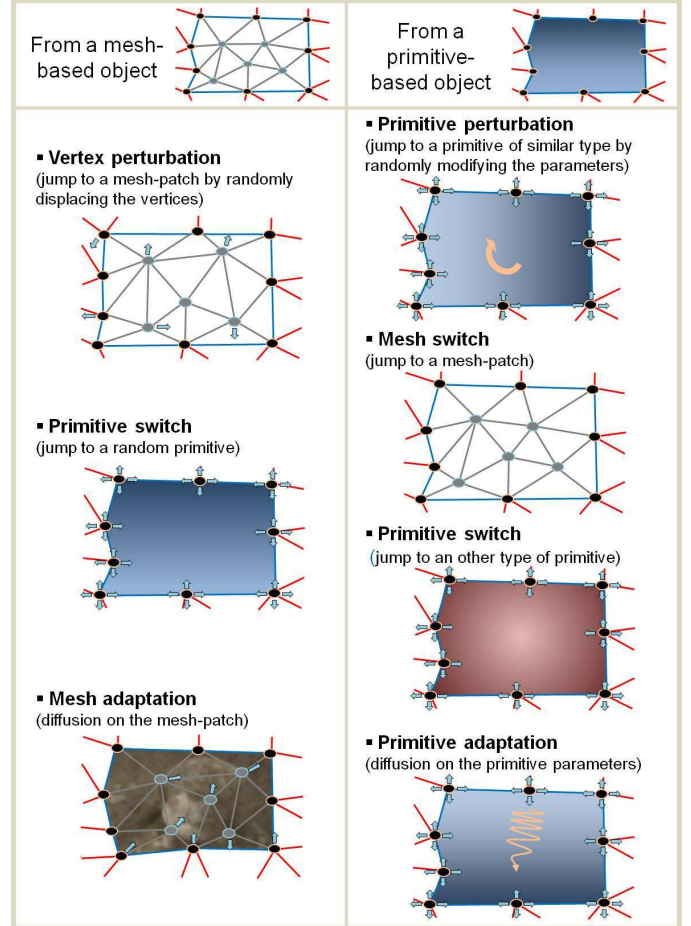 From a mesh-
based object
From a
primitive-
based object
▪ Vertex perturbation
(jump to a mesh-patch by randomly
displacing the vertices)
▪ Primitive switch
(jump to a random primitive)
▪ Mesh adaptation
(diffusion on the mesh-patch)
▪ Primitive perturbation
(jump to a primitive of similar type by
randomly modifying the parameters)
▪ Mesh switch
(jump to a mesh-patch)
▪ Primitive switch
(jump to an other type of primitive)
▪ Primitive adaptation
(diffusion on the primitive parameters)